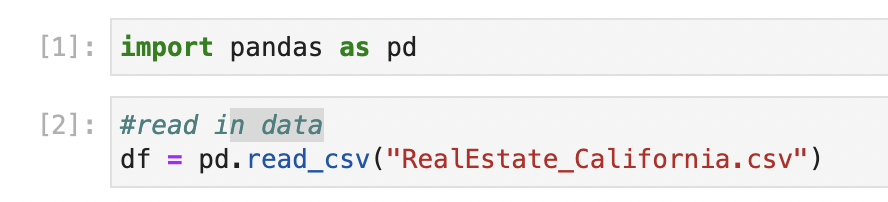 [1]: import pandas as pd
[2]: #read in data
df = pd.read_csv("RealEstate_California.csv")